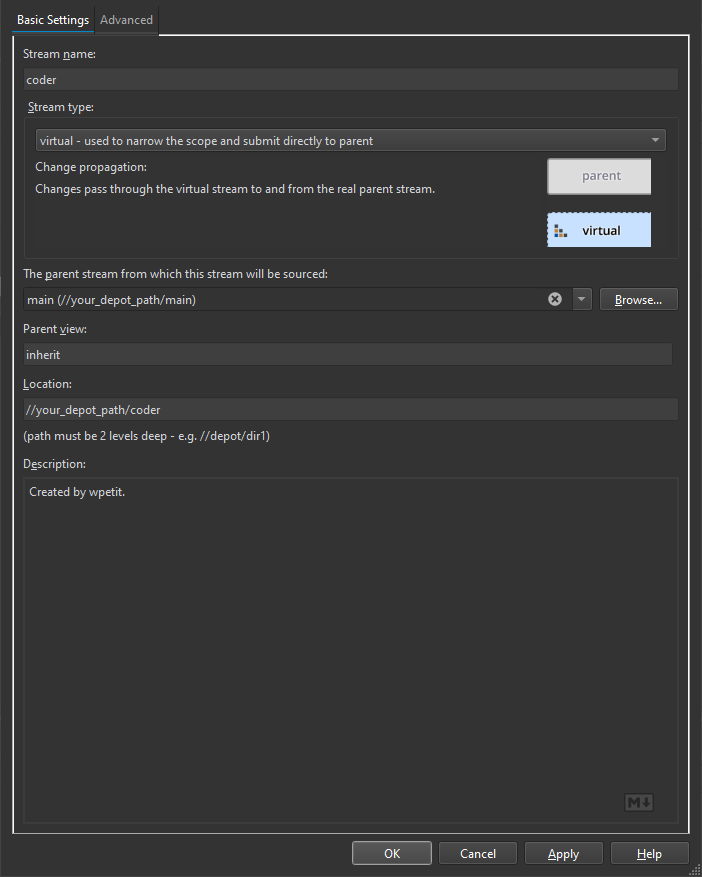 Basic Settings
Advanced
Stream name:
coder
Stream type:
virtual - used to narrow the scope and submit directly to parent
Change propagation:
Changes pass through the virtual stream to and from the real parent stream.
parent
virtual
The parent stream from which this stream will be sourced:
main (//your_depot_path/main)
Browse...
Parent view:
inherit
Location:
//your_depot_path/coder
(path must be 2 levels deep - e.g. //depot/dir1)
Description:
Created by wpetit.
M
OK
Cancel
Apply
Help